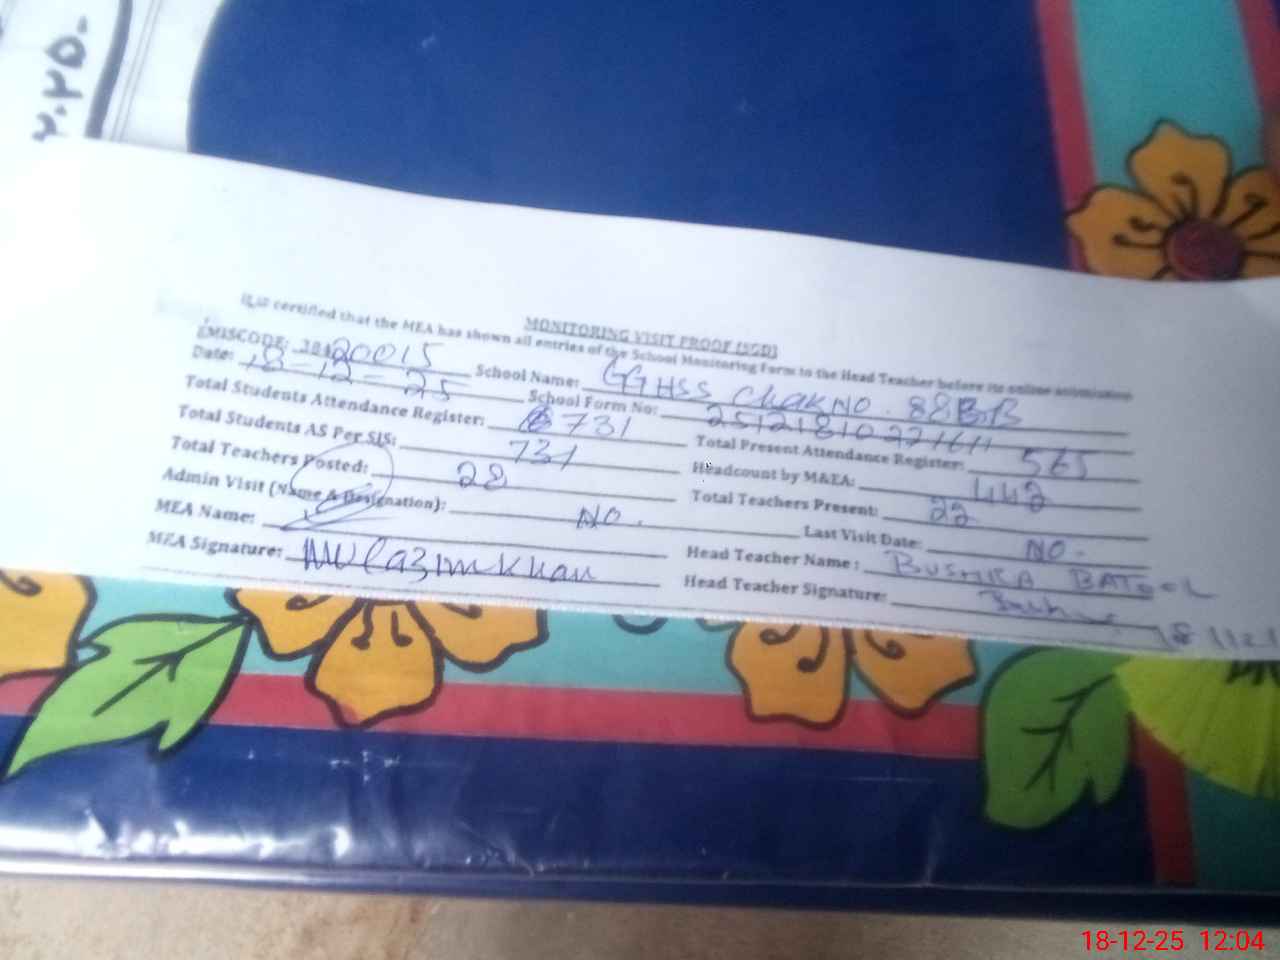 ۲۰۲۵
MONITORING VISIT PROOF (SGD)
It is certified that the MEA has shown all entries of the School Monitoring Form to the Head Teacher before its online submission
EMISCODE: 38420015 School Name: GGHSS Chak NO. 88
Date: 18-12-25 School Form No:
Total Students Attendance Register: 731 Total Present Attendance Register: 565
Total Students AS Per SIS: 731 Headcount by M&EA: 442
Total Teachers Posted: 28 Total Teachers Present: 22
Admin Visit (Name & Designation): NO. Last Visit Date: NO.
MEA Name: Head Teacher Name: BUSHRA BATOOL
MEA Signature: Khan Head Teacher Signature:
18-12-25 12:04